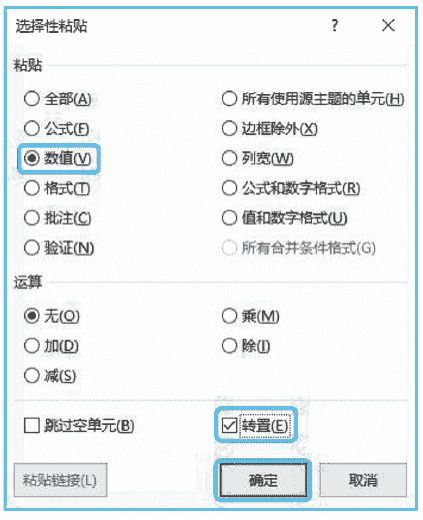 选择性粘贴 ?
粘贴
全部(A) 所有使用源主题的单元(H)
公式(F) 边框除外(X)
数值(V) 列宽(W)
格式(T) 公式和数字格式(R)
批注(C) 值和数字格式(U)
验证(N) 所有合并条件格式(G)
运算
无(O) 乘(M)
加(D) 除(I)
减(S)
跳过空单元(B) 转置(E)
粘贴链接(L) 确定 取消